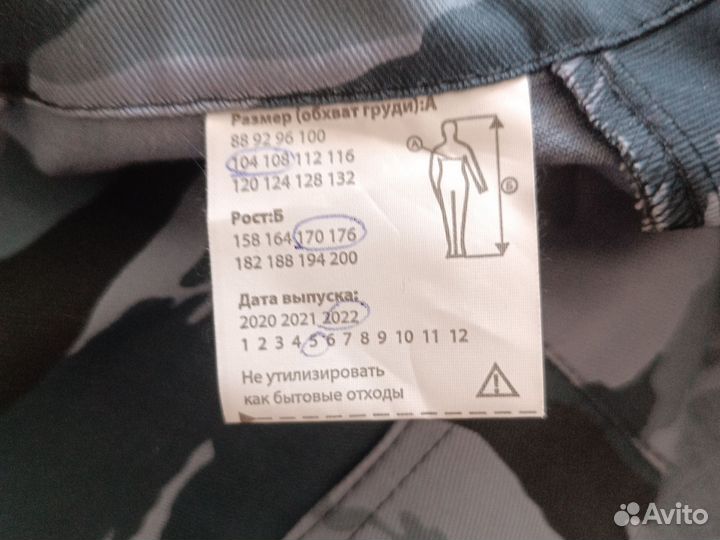 Размер (обхват груди):А
88 92 96 100
104 108 112 116
120 124 128 132
А
Б
Рост:Б
158 164 170 176
182 188 194 200
Дата выпуска:
2020 2021 2022
1 2 3 4 5 6 7 8 9 10 11 12
Не утилизировать
как бытовые отходы
Avito